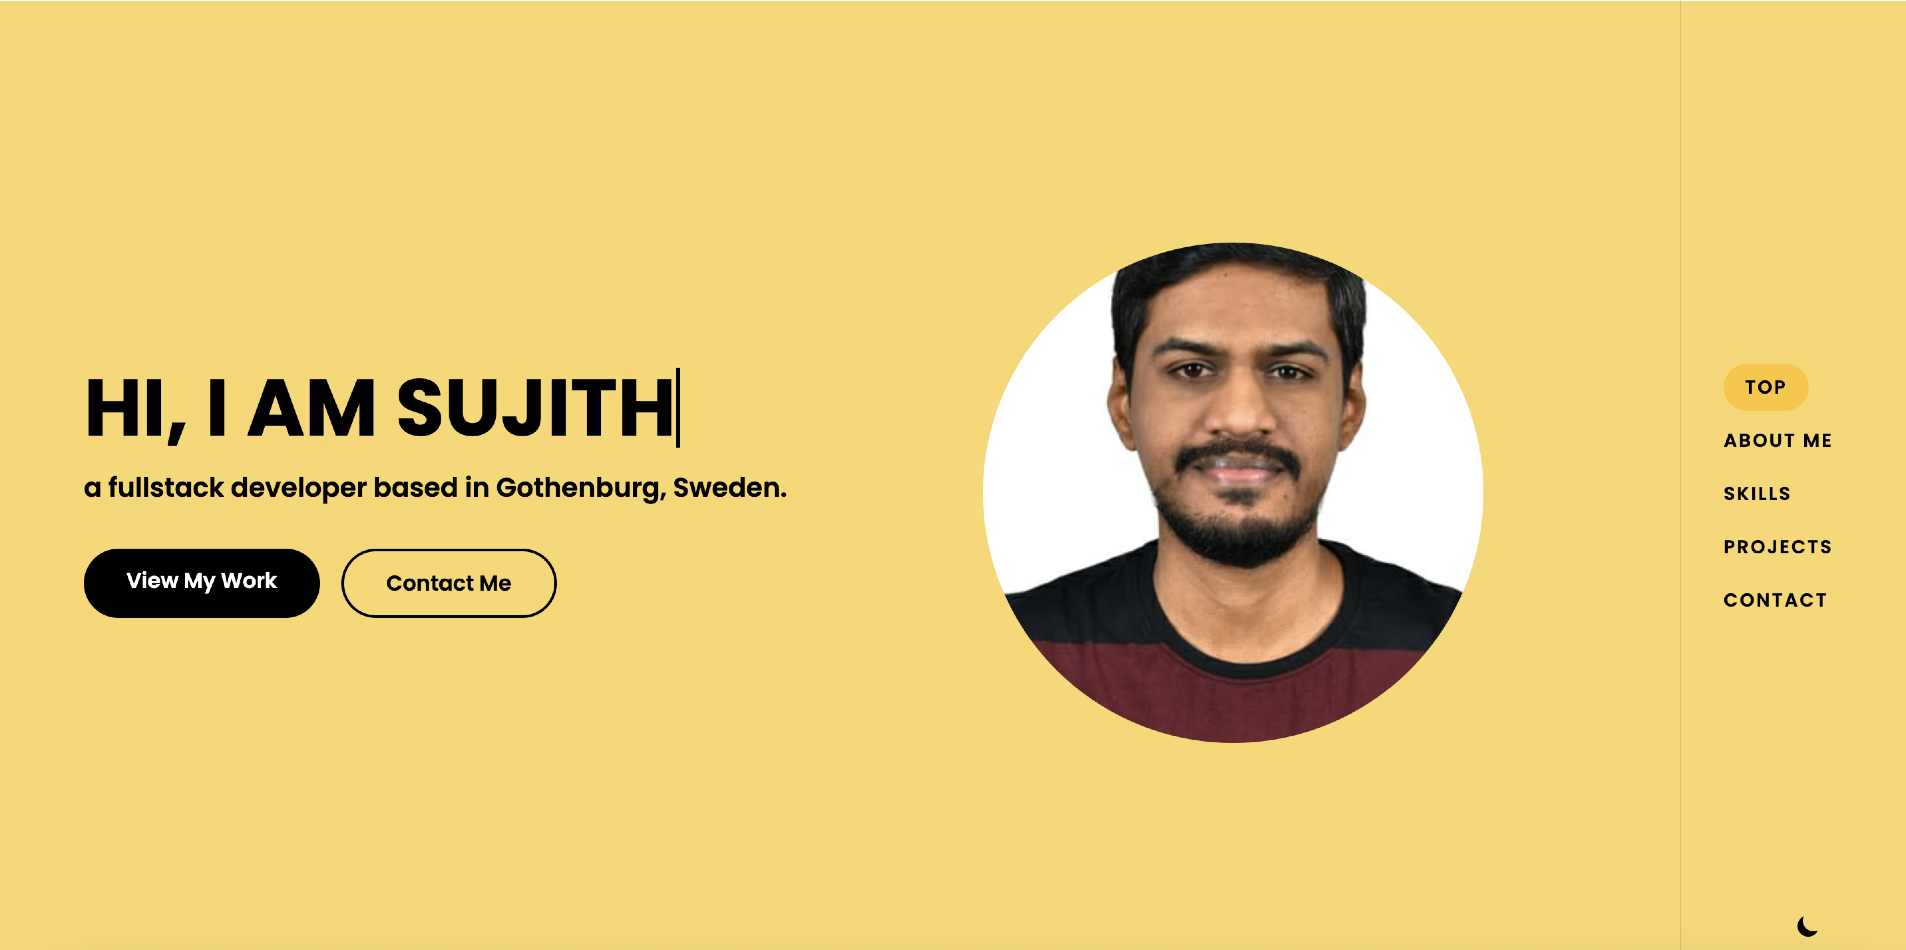 HI, I AM SUJITH
a fullstack developer based in Gothenburg, Sweden.
View My Work
Contact Me
TOP
ABOUT ME
SKILLS
PROJECTS
CONTACT